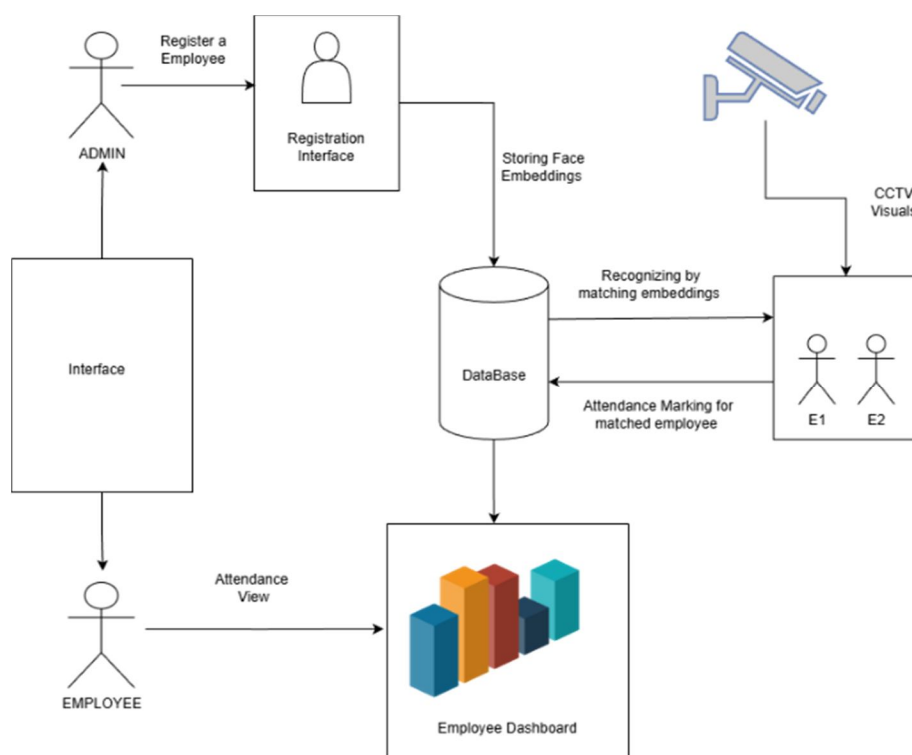 Register a
Employee
ADMIN
Registration
Interface
Storing Face
Embeddings
CCTV
Visuals
Interface
Recognizing by
matching embeddings
DataBase
Attendance Marking for
matched employee
E1
E2
Attendance
View
EMPLOYEE
Employee Dashboard